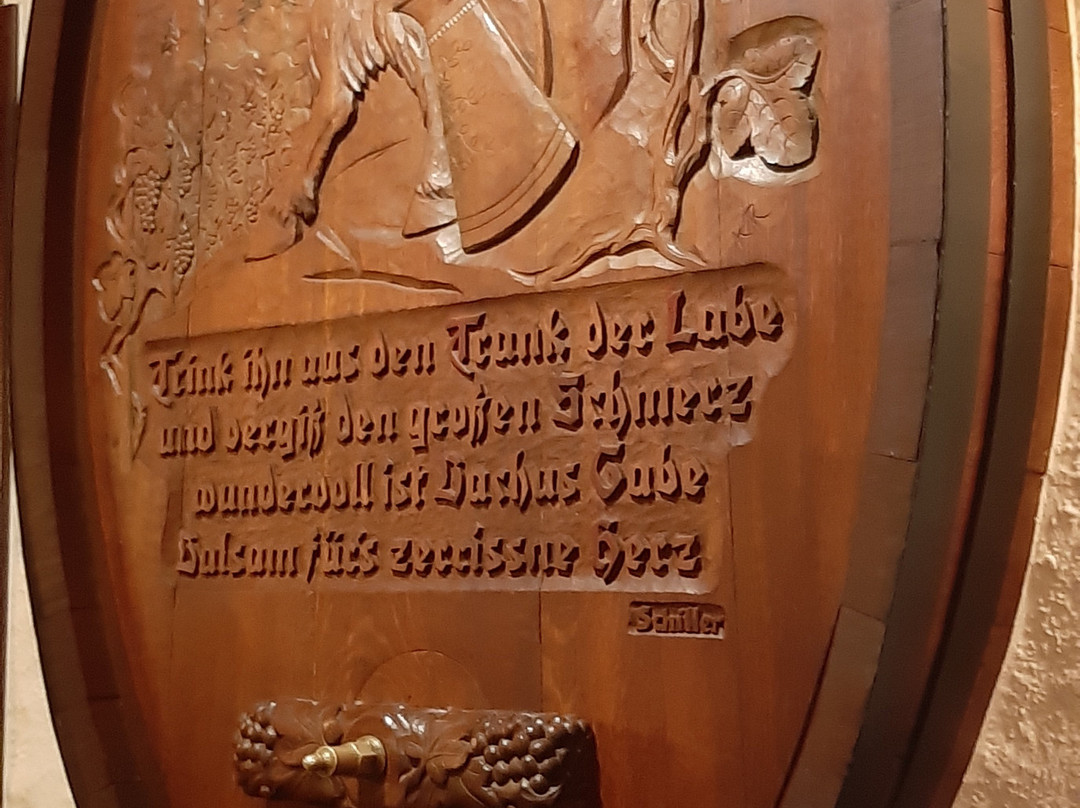 Trink ihn aus den Trank der Labe
und vergiß den großen Schmerz
wundervoll ist Bachus Gabe
Balsam für's zerrissne Herz
Schiller